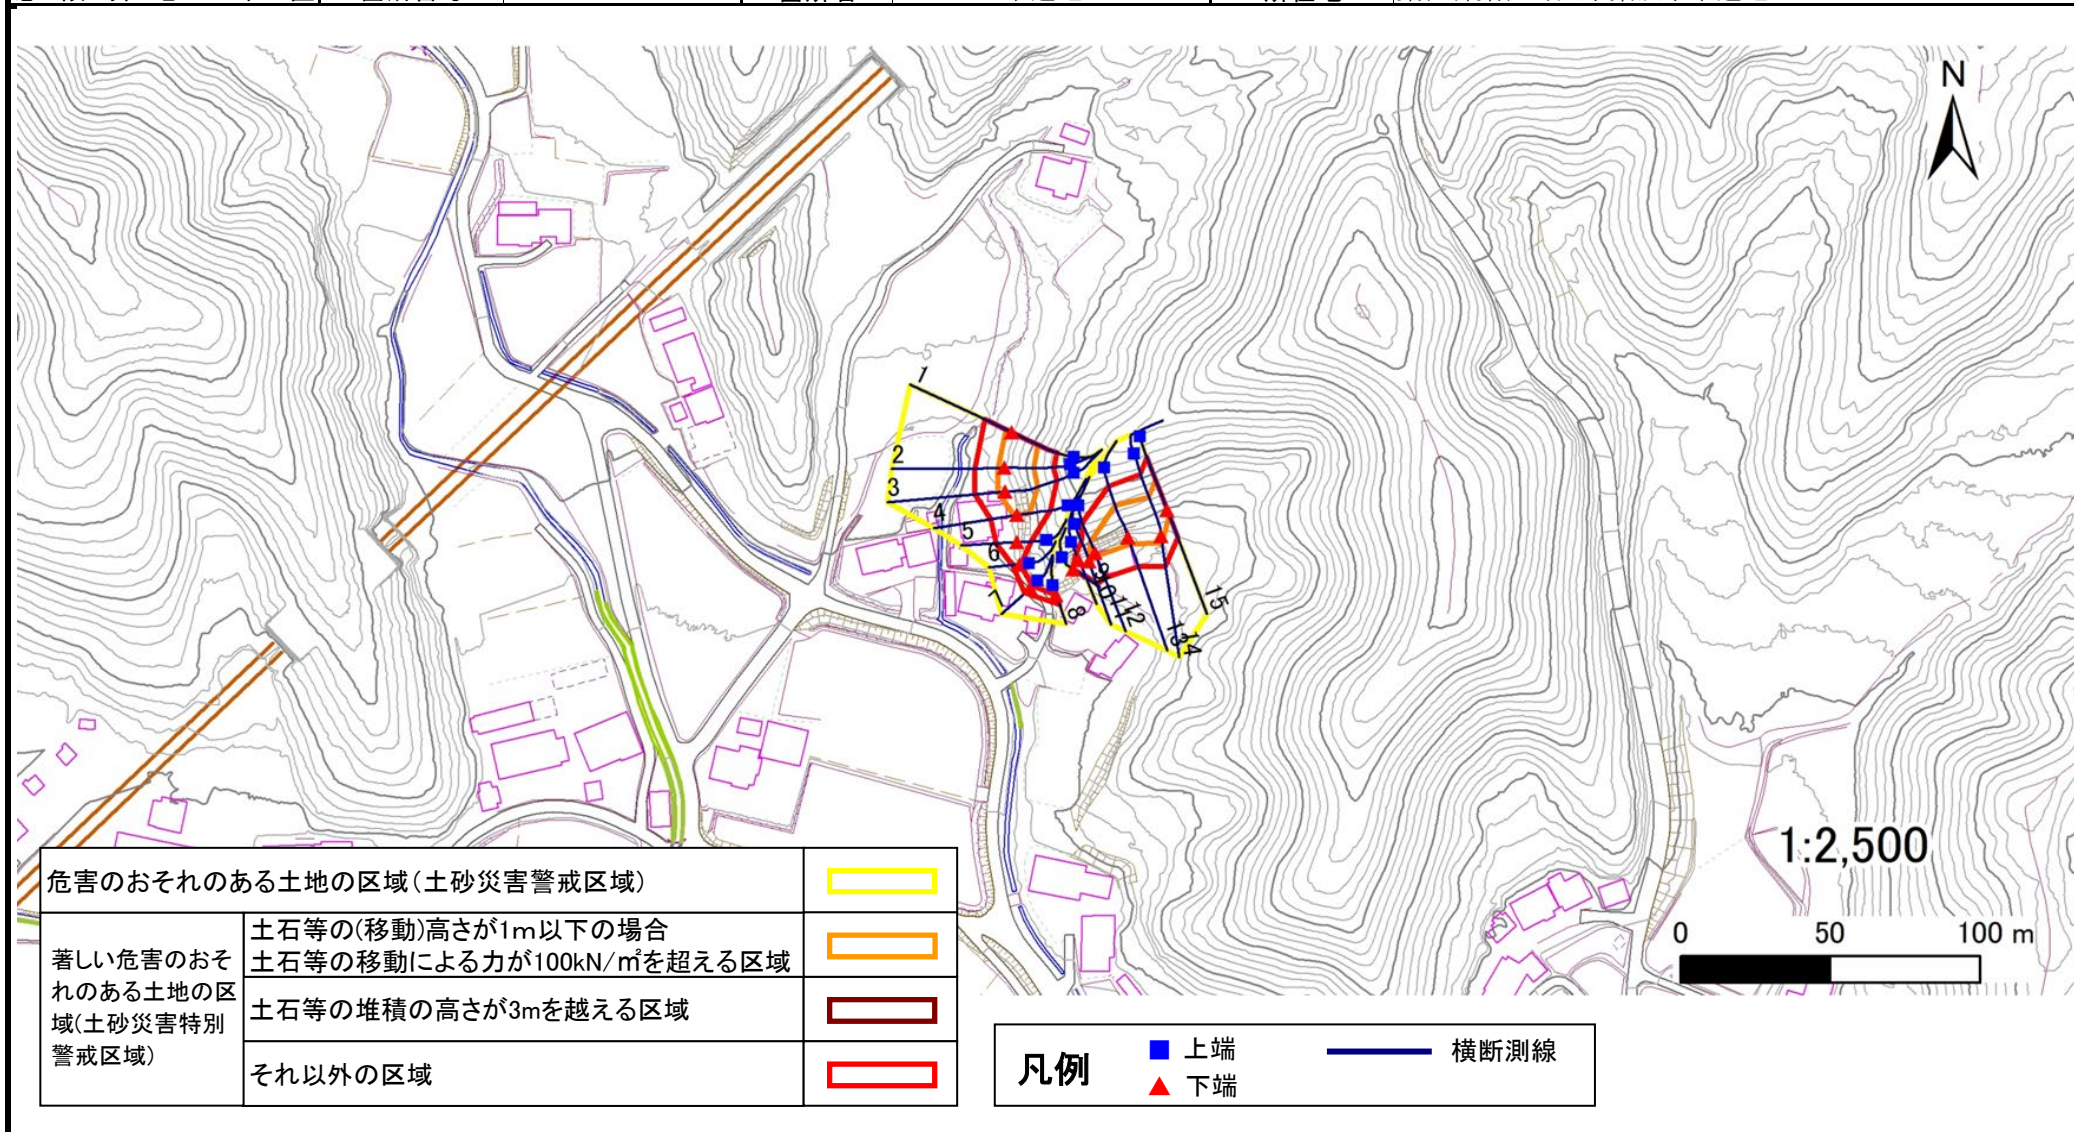 N
1
2
3
4
5
6
7
8
9
10
11
12
13
14
15
1:2,500
0 50 100 m
危害のおそれのある土地の区域(土砂災害警戒区域)
著しい危害のおそ
れのある土地の区
域(土砂災害特別
警戒区域)
土石等の(移動)高さが1m以下の場合
土石等の移動による力が100kN/㎡を超える区域
土石等の堆積の高さが3mを越える区域
それ以外の区域
凡例
上端
下端
横断測線